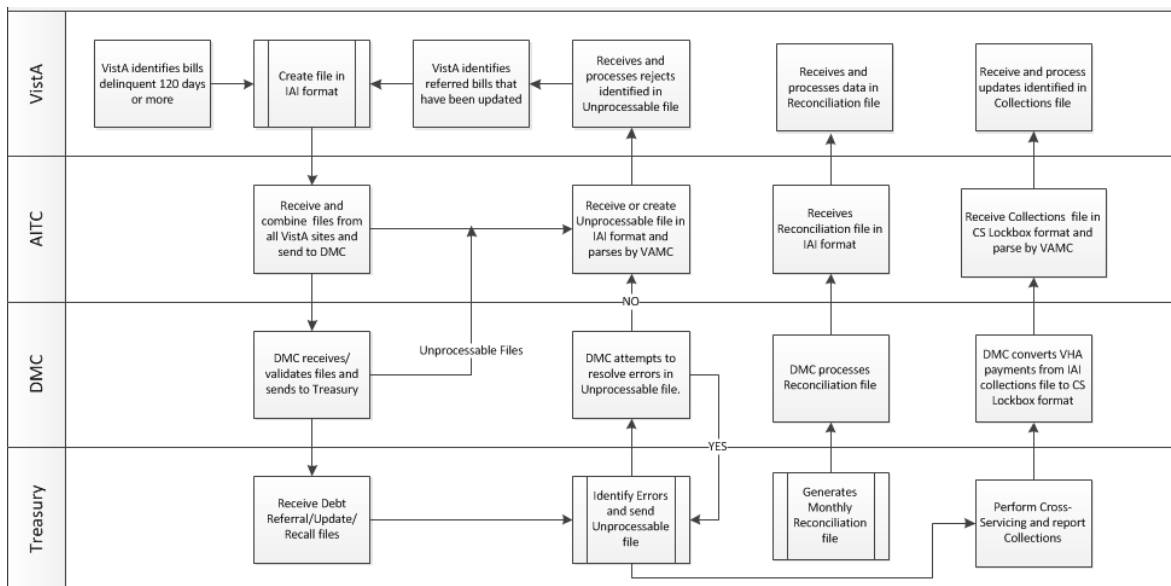 VistA
VistA identifies bills
delinquent 120 days
or more
Create file in
IAI format
VistA identifies
referred bills that
have been updated
Receives and
processes rejects
identified in
Unprocessable file
Receives and
processes data in
Reconciliation file
Receive and process
updates identified in
Collections file
AITC
Receive and
combine files from
all VistA sites and
send to DMC
Receive or create
Unprocessable file in
IAI format and
parses by VAMC
Receives
Reconciliation file in
IAI format
Receive Collections file in
CS Lockbox format and
parse by VAMC
NO
DMC
DMC receives/
validates files and
sends to Treasury
Unprocessable Files
DMC attempts to
resolve errors in
Unprocessable file.
DMC processes
Reconciliation file
DMC converts VHA
payments from IAI
collections file to CS
Lockbox format
YES
Treasury
Receive Debt
Referral/Update/
Recall files
Identify Errors
and send
Unprocessable
file
Generates
Monthly
Reconciliation
file
Perform Cross-
Servicing and report
Collections